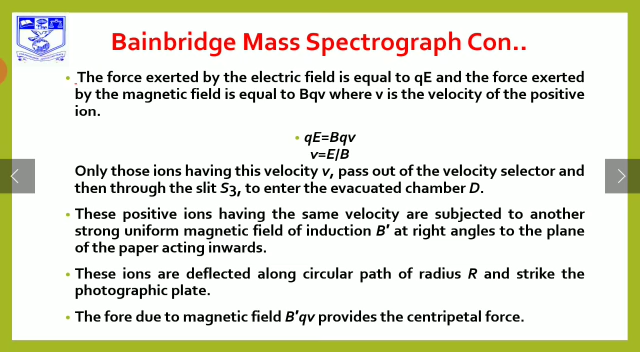 Bainbridge Mass Spectrograph Con..
• The force exerted by the electric field is equal to qE and the force exerted
by the magnetic field is equal to Bqv where v is the velocity of the positive
ion.
• qE=Bqv
v=E/B
Only those ions having this velocity v, pass out of the velocity selector and
then through the slit S3, to enter the evacuated chamber D.
• These positive ions having the same velocity are subjected to another
strong uniform magnetic field of induction B' at right angles to the plane
of the paper acting inwards.
• These ions are deflected along circular path of radius R and strike the
photographic plate.
• The fore due to magnetic field B'qv provides the centripetal force.